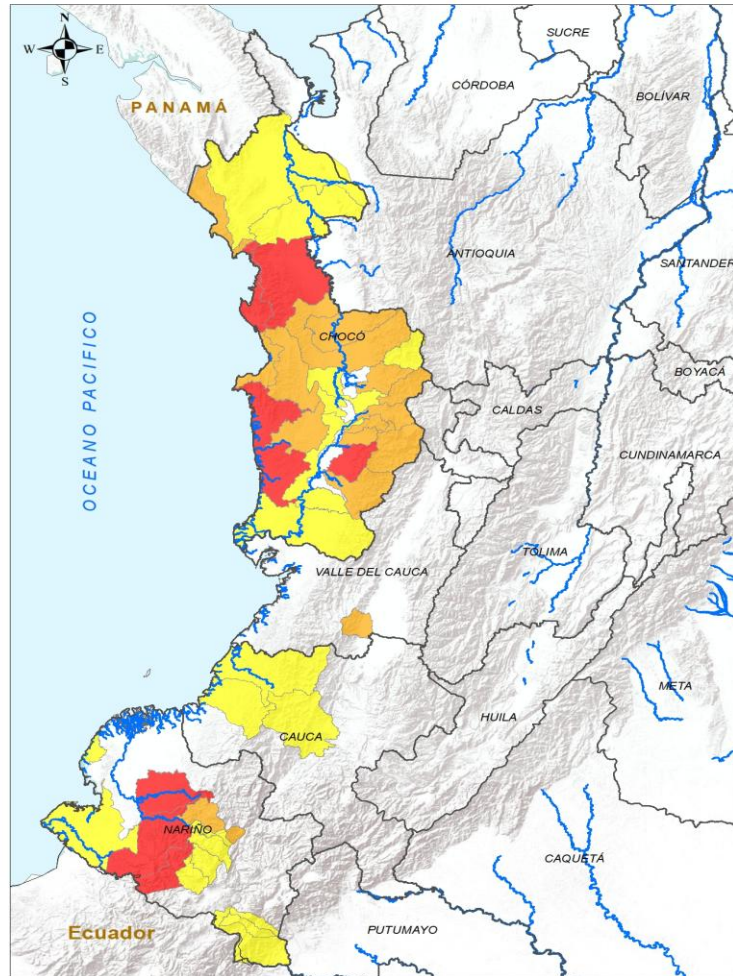 N
W E
S
SUCRE
CÓRDOBA
PANAMÁ
BOLÍVAR
ANTIOQUIA
SANTANDER
OCEANO PACIFICO
CHOCÓ
BOYACÁ
CALDAS
CUNDINAMARCA
TOLIMA
VALLE DEL CAUCA
META
HUILA
CAUCA
NARIÑO
CAQUETÁ
Ecuador
PUTUMAYO